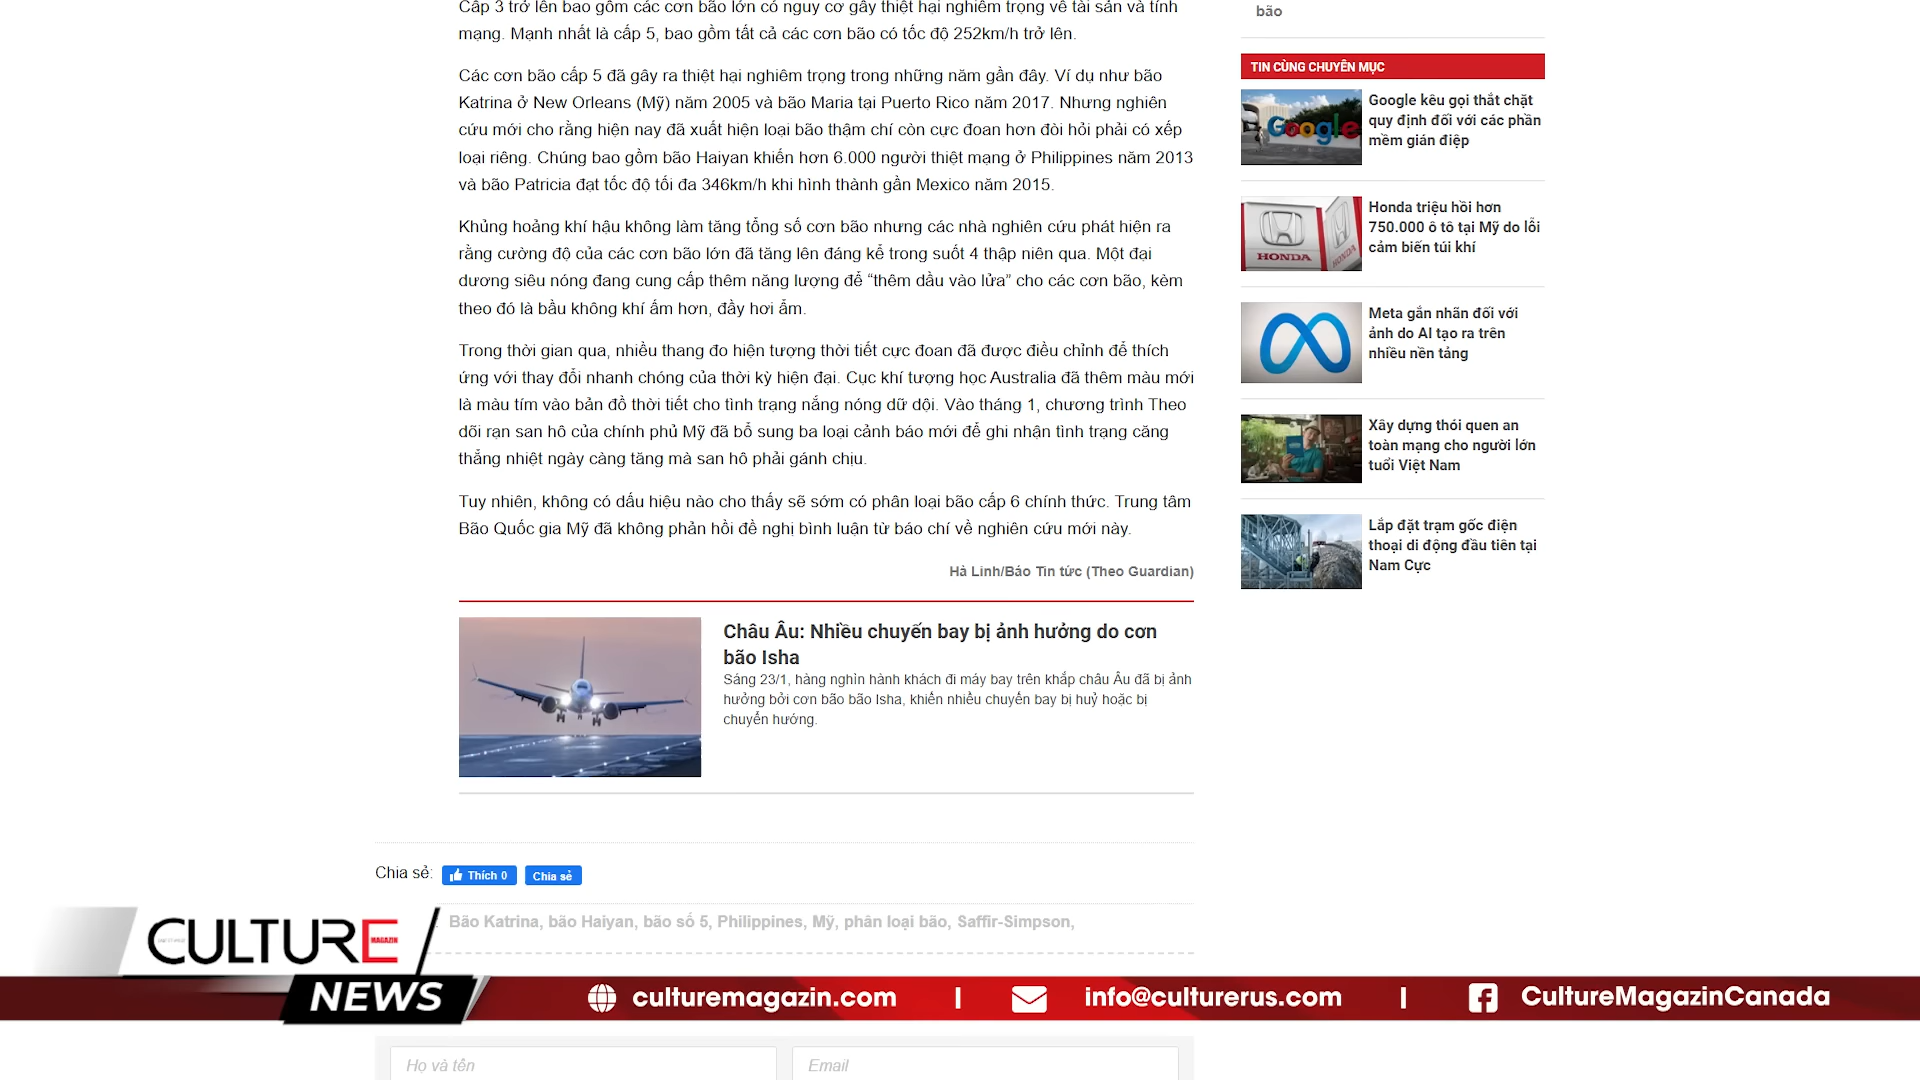 Cấp 3 trở lên bao gồm các cơn bão lớn có nguy cơ gây thiệt hại nghiêm trọng về tài sản và tính
mạng. Mạnh nhất là cấp 5, bao gồm tất cả các cơn bão có tốc độ 252km/h trở lên.
Các cơn bão cấp 5 đã gây ra thiệt hại nghiêm trọng trong những năm gần đây. Ví dụ như bão
Katrina ở New Orleans (Mỹ) năm 2005 và bão Maria tại Puerto Rico năm 2017. Nhưng nghiên
cứu mới cho rằng hiện nay đã xuất hiện loại bão thậm chí còn cực đoan hơn đòi hỏi phải có xếp
loại riêng. Chúng bao gồm bão Haiyan khiến hơn 6.000 người thiệt mạng ở Philippines năm 2013
và bão Patricia đạt tốc độ tối đa 346km/h khi hình thành gần Mexico năm 2015.
Khủng hoảng khí hậu không làm tăng tổng số cơn bão nhưng các nhà nghiên cứu phát hiện ra
rằng cường độ của các cơn bão lớn đã tăng lên đáng kể trong suốt 4 thập niên qua. Một đại
dương siêu nóng đang cung cấp thêm năng lượng để “thêm dầu vào lửa” cho các cơn bão, kèm
theo đó là bầu không khí ấm hơn, đầy hơi ẩm.
Trong thời gian qua, nhiều thang đo hiện tượng thời tiết cực đoan đã được điều chỉnh để thích
ứng với thay đổi nhanh chóng của thời kỳ hiện đại. Cục khí tượng học Australia đã thêm màu mới
là màu tím vào bản đồ thời tiết cho tình trạng nắng nóng dữ dội. Vào tháng 1, chương trình Theo
dõi rạn san hô của chính phủ Mỹ đã bổ sung ba loại cảnh báo mới để ghi nhận tình trạng căng
thẳng nhiệt ngày càng tăng mà san hô phải gánh chịu.
Tuy nhiên, không có dấu hiệu nào cho thấy sẽ sớm có phân loại bão cấp 6 chính thức. Trung tâm
Bão Quốc gia Mỹ đã không phản hồi đề nghị bình luận từ báo chí về nghiên cứu mới này.
Hà Linh/Báo Tin tức (Theo Guardian)
Châu Âu: Nhiều chuyến bay bị ảnh hưởng do cơn
bão Isha
Sáng 23/1, hàng nghìn hành khách đi máy bay trên khắp châu Âu đã bị ảnh
hưởng bởi cơn bão bão Isha, khiến nhiều chuyến bay bị huỷ hoặc bị
chuyển hướng.
Chia sẻ:
Thích 0
Chia sẻ
Bão Katrina, bão Haiyan, bão số 5, Philippines, Mỹ, phân loại bão, Saffir-Simpson,
bão
TIN CÙNG CHUYÊN MỤC
Google
Google kêu gọi thắt chặt
quy định đối với các phần
mềm gián điệp
HONDA
Honda triệu hồi hơn
750.000 ô tô tại Mỹ do lỗi
cảm biến túi khí
Meta gắn nhãn đối với
ảnh do AI tạo ra trên
nhiều nền tảng
Xây dựng thói quen an
toàn mạng cho người lớn
tuổi Việt Nam
Lắp đặt trạm gốc điện
thoại di động đầu tiên tại
Nam Cực
CULTURE
MAGAZIN
NEWS
culturemagazin.com | info@culturerus.com | CultureMagazinCanada
Họ và tên
Email